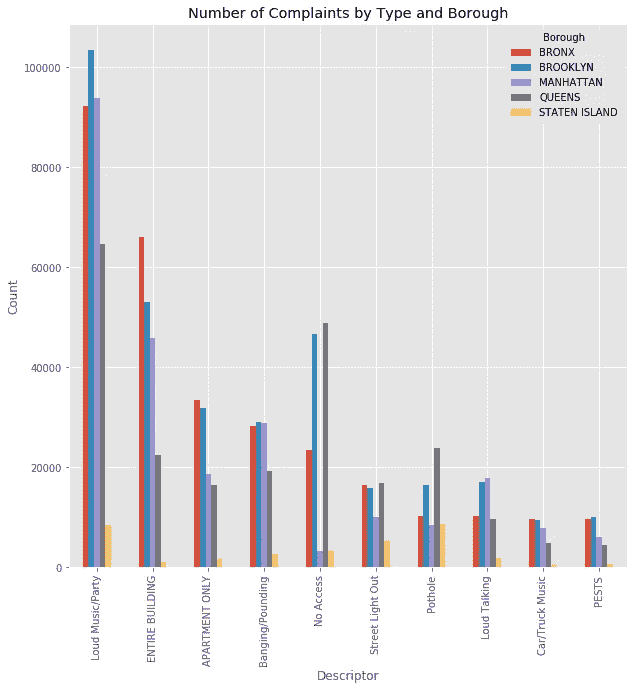 Number of Complaints by Type and Borough
Borough
BRONX
BROOKLYN
MANHATTAN
QUEENS
STATEN ISLAND
Count
100000
80000
60000
40000
20000
0
Loud Music/Party
ENTIRE BUILDING
APARTMENT ONLY
Banging/Pounding
No Access
Street Light Out
Pothole
Loud Talking
Car/Truck Music
PESTS
Descriptor